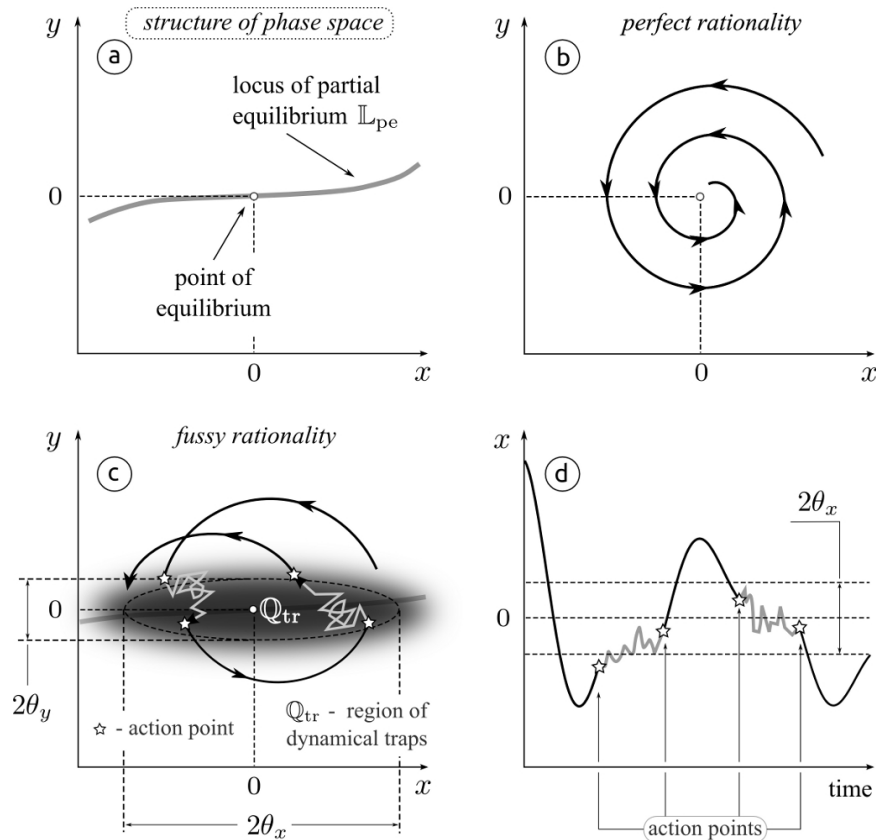 y
structure of phase space
a
locus of partial
equilibrium 𝕃pe
0
point of
equilibrium
0
x
y
perfect rationality
b
0
0
x
y
fussy rationality
c
0
ℚtr
2θy
☆ - action point
ℚtr - region of
dynamical traps
0
x
2θx
x
d
2θx
0
time
action points